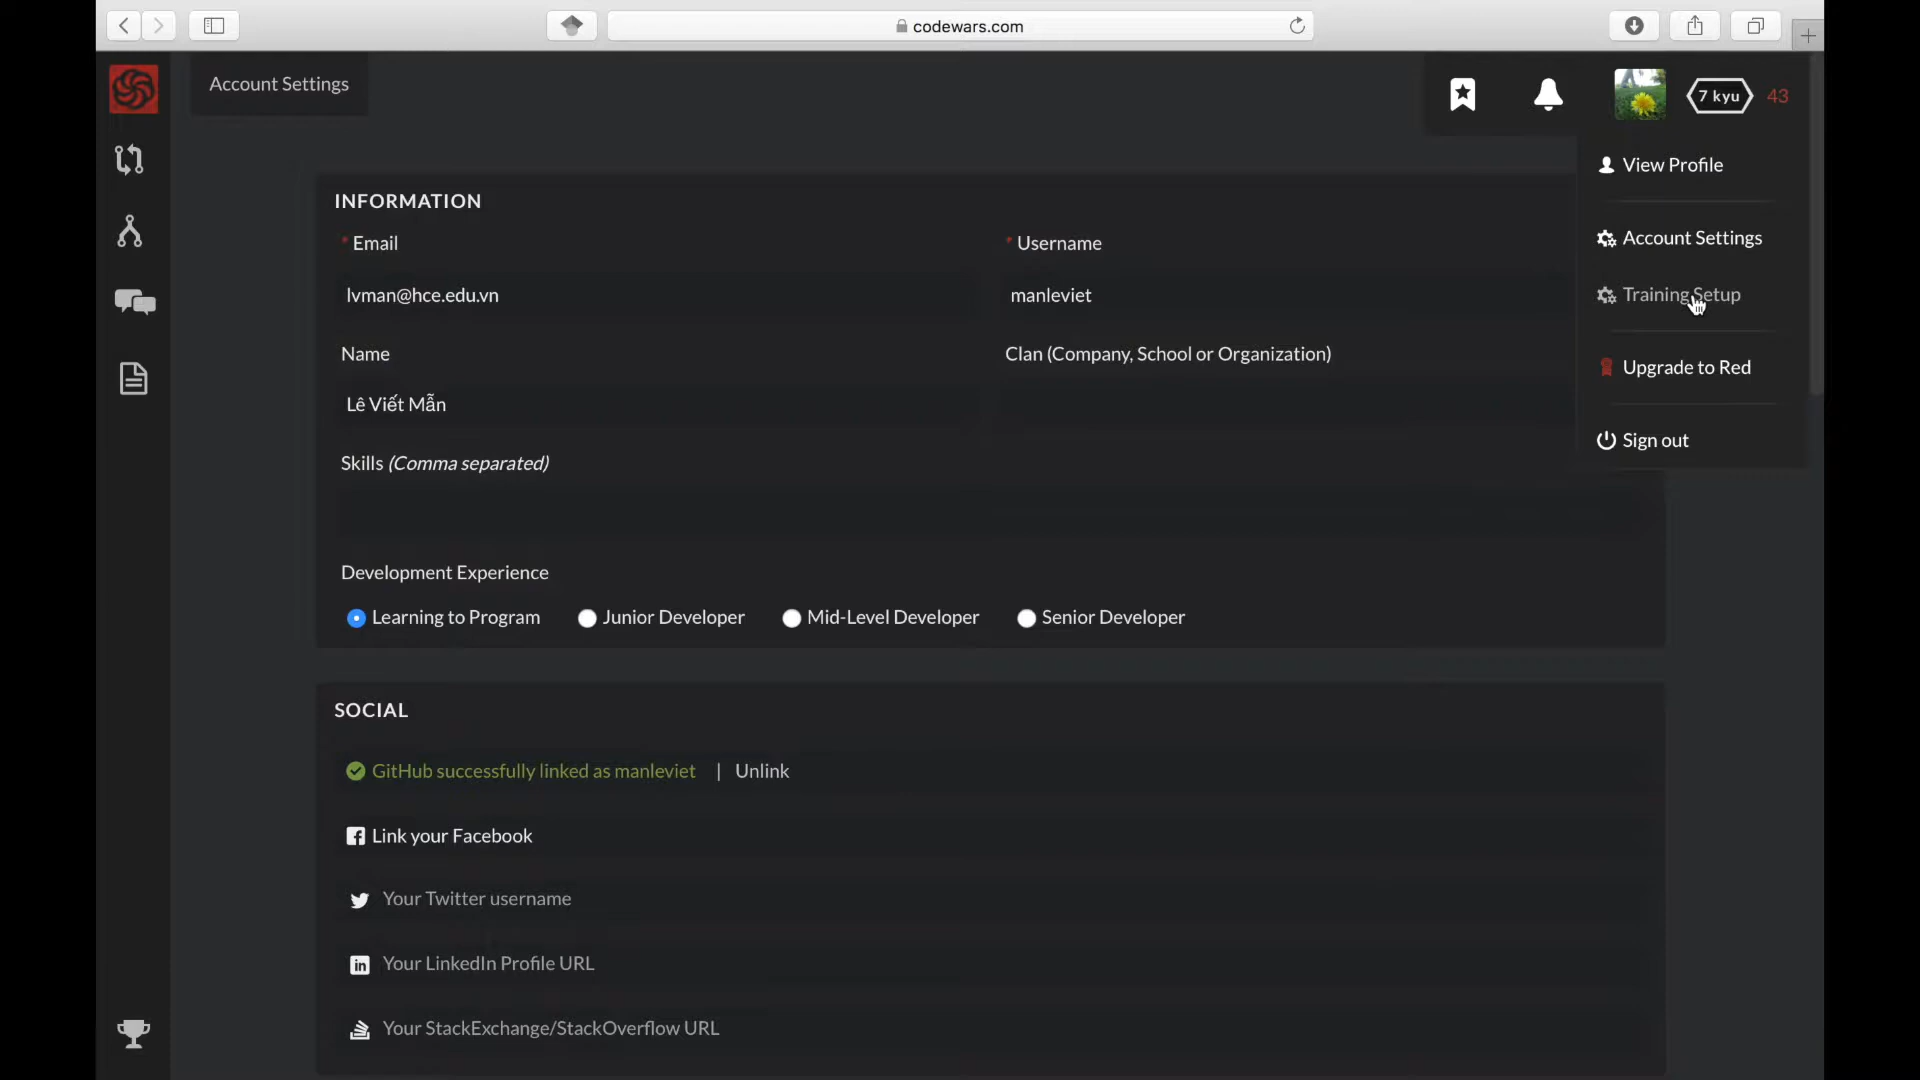 codewars.com
Account Settings
7 kyu 43
View Profile
Account Settings
Training Setup
Upgrade to Red
Sign out
INFORMATION
* Email
* Username
lvman@hce.edu.vn
manleviet
Name
Clan (Company, School or Organization)
Lê Viết Mẫn
Skills (Comma separated)
Development Experience
Learning to Program
Junior Developer
Mid-Level Developer
Senior Developer
SOCIAL
GitHub successfully linked as manleviet | Unlink
Link your Facebook
Your Twitter username
Your LinkedIn Profile URL
Your StackExchange/StackOverflow URL